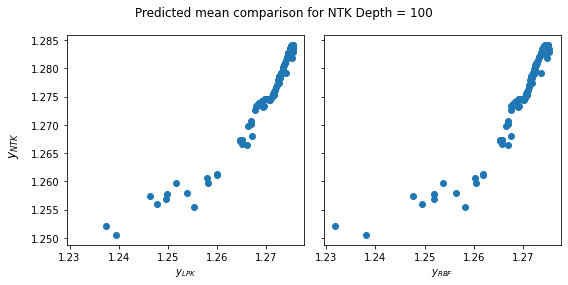 Predicted mean comparison for NTK Depth = 100
1.285
1.280
1.275
1.270
1.265
1.260
1.255
1.250
y_NTK
1.23 1.24 1.25 1.26 1.27
y_LPK
1.23 1.24 1.25 1.26 1.27
y_RBF